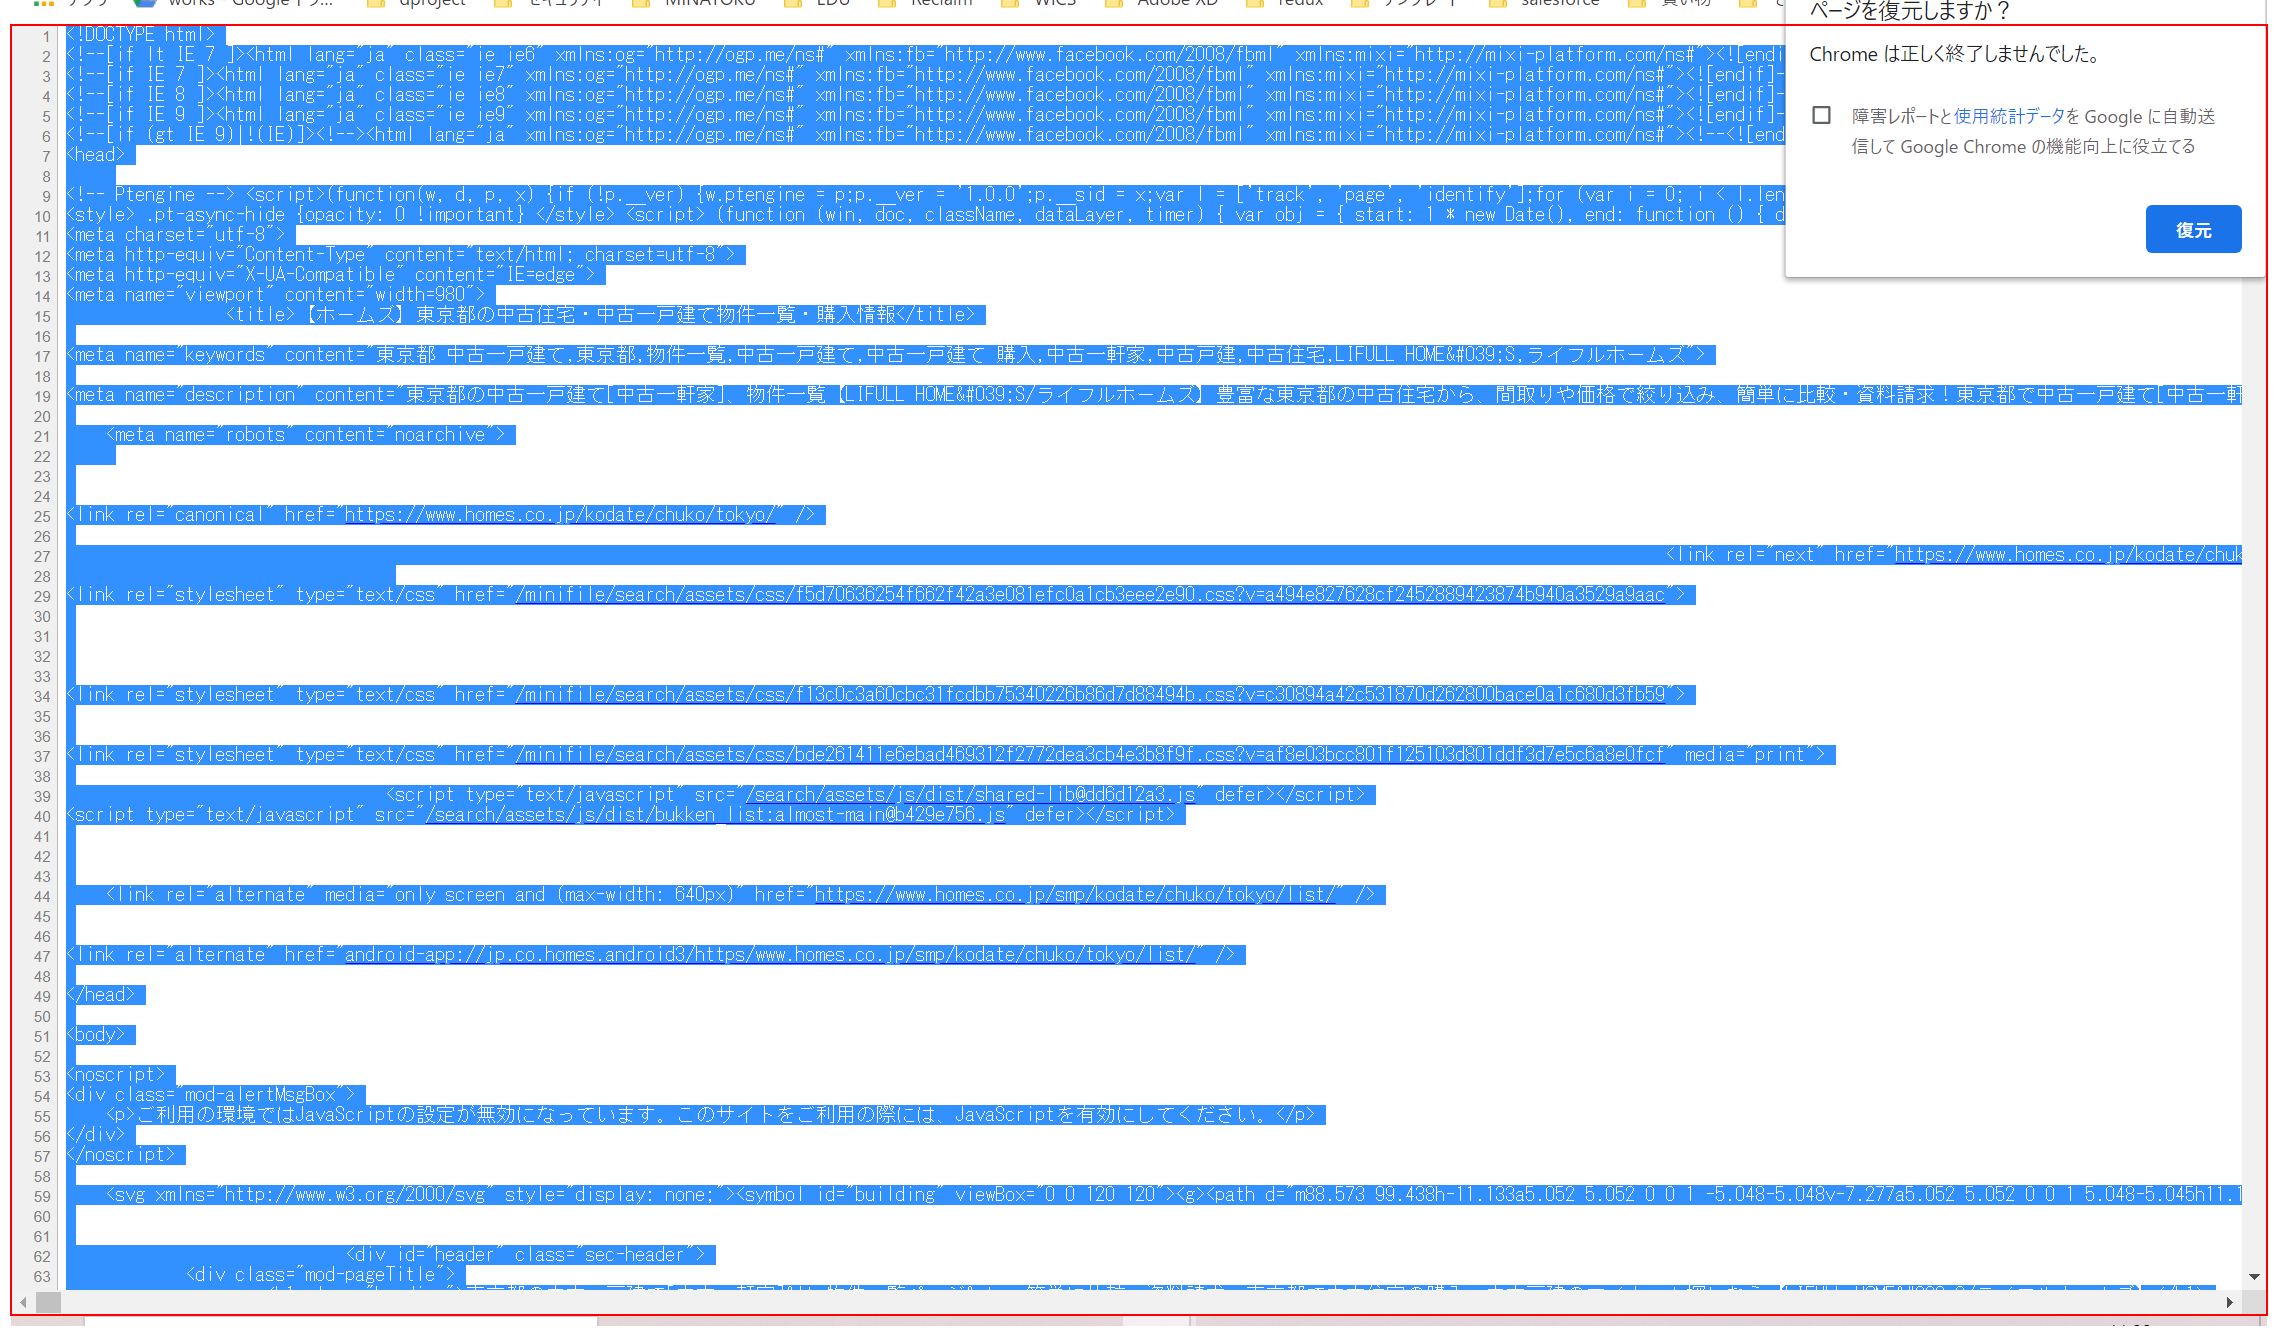 works - Google ドラ...
dproject
セキュリティ
MINATOKU
EDU
Reclaim
WICS
Adobe XD
redux
テンプレート
salesforce
買い物
ページを復元しますか？
Chrome は正しく終了しませんでした。
障害レポートと使用統計データを Google に自動送
信して Google Chrome の機能向上に役立てる
復元
1 <!DOCTYPE html>
2 <!--[if lt IE 7 ]><html lang="ja" class="ie ie6" xmlns:og="http://ogp.me/ns#" xmlns:fb="http://www.facebook.com/2008/fbml" xmlns:mixi="http://mixi-platform.com/ns#"><![endif
3 <!--[if IE 7 ]><html lang="ja" class="ie ie7" xmlns:og="http://ogp.me/ns#" xmlns:fb="http://www.facebook.com/2008/fbml" xmlns:mixi="http://mixi-platform.com/ns#"><![endif]-
4 <!--[if IE 8 ]><html lang="ja" class="ie ie8" xmlns:og="http://ogp.me/ns#" xmlns:fb="http://www.facebook.com/2008/fbml" xmlns:mixi="http://mixi-platform.com/ns#"><![endif]-
5 <!--[if IE 9 ]><html lang="ja" class="ie ie9" xmlns:og="http://ogp.me/ns#" xmlns:fb="http://www.facebook.com/2008/fbml" xmlns:mixi="http://mixi-platform.com/ns#"><![endif]-
6 <!--[if (gt IE 9)|!(IE)]><!--><html lang="ja" xmlns:og="http://ogp.me/ns#" xmlns:fb="http://www.facebook.com/2008/fbml" xmlns:mixi="http://mixi-platform.com/ns#"><!--<![end
7 <head>
8
9 <!-- Ptengine --> <script>(function(w, d, p, x) {if (!p.__ver) {w.ptengine = p;p.__ver = '1.0.0';p.__sid = x;var l = ['track', 'page', 'identify'];for (var i = 0; i < l.len
10 <style> .pt-async-hide {opacity: 0 !important} </style> <script> (function (win, doc, className, dataLayer, timer) { var obj = { start: 1 * new Date(), end: function () { d
11 <meta charset="utf-8">
12 <meta http-equiv="Content-Type" content="text/html; charset=utf-8">
13 <meta http-equiv="X-UA-Compatible" content="IE=edge">
14 <meta name="viewport" content="width=980">
15 <title>【ホームズ】東京都の中古住宅・中古一戸建て物件一覧・購入情報</title>
16
17 <meta name="keywords" content="東京都 中古一戸建て,東京都,物件一覧,中古一戸建て,中古一戸建て 購入,中古一軒家,中古戸建,中古住宅,LIFULL HOME&#039;S,ライフルホームズ">
18
19 <meta name="description" content="東京都の中古一戸建て[中古一軒家]、物件一覧【LIFULL HOME&#039;S/ライフルホームズ】豊富な東京都の中古住宅から、間取りや価格で絞り込み、簡単に比較・資料請求！東京都で中古一戸建て[中古一軒
20
21 <meta name="robots" content="noarchive">
22
23
24
25 <link rel="canonical" href="https://www.homes.co.jp/kodate/chuko/tokyo/" />
26
27 <link rel="next" href="https://www.homes.co.jp/kodate/chuk
28
29 <link rel="stylesheet" type="text/css" href="/minifile/search/assets/css/f5d70636254f662f42a3e081efc0a1cb3eee2e90.css?v=a494e827628cf2452889423874b940a3529a9aac">
30
31
32
33
34 <link rel="stylesheet" type="text/css" href="/minifile/search/assets/css/f13c0c3a60cbc31fcdbb75340226b86d7d88494b.css?v=c30894a42c531870d262800bace0a1c680d3fb59">
35
36
37 <link rel="stylesheet" type="text/css" href="/minifile/search/assets/css/bde261411e6ebad469312f2772dea3cb4e3b8f9f.css?v=af8e03bcc801f125103d801ddf3d7e5c6a8e0fcf" media="print">
38
39 <script type="text/javascript" src="/search/assets/js/dist/shared-lib@dd6d12a3.js" defer></script>
40 <script type="text/javascript" src="/search/assets/js/dist/bukken_list:almost-main@b429e756.js" defer></script>
41
42
43
44 <link rel="alternate" media="only screen and (max-width: 640px)" href="https://www.homes.co.jp/smp/kodate/chuko/tokyo/list/" />
45
46
47 <link rel="alternate" href="android-app://jp.co.homes.android3/https/www.homes.co.jp/smp/kodate/chuko/tokyo/list/" />
48
49 </head>
50
51 <body>
52
53 <noscript>
54 <div class="mod-alertMsgBox">
55 <p>ご利用の環境ではJavaScriptの設定が無効になっています。このサイトをご利用の際には、JavaScriptを有効にしてください。</p>
56 </div>
57 </noscript>
58
59 <svg xmlns="http://www.w3.org/2000/svg" style="display: none;"><symbol id="building" viewBox="0 0 120 120"><g><path d="m88.573 99.438h-11.133a5.052 5.052 0 0 1 -5.048-5.048v-7.277a5.052 5.052 0 0 1 5.048-5.045h11.1
60
61
62 <div id="header" class="sec-header">
63 <div class="mod-pageTitle">